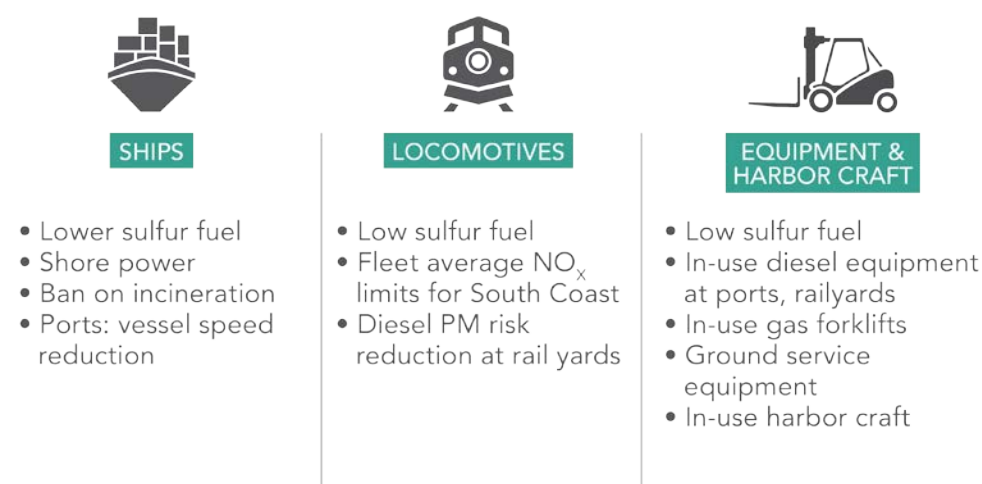 SHIPS
• Lower sulfur fuel
• Shore power
• Ban on incineration
• Ports: vessel speed
reduction
LOCOMOTIVES
• Low sulfur fuel
• Fleet average NOx
limits for South Coast
• Diesel PM risk
reduction at rail yards
EQUIPMENT &
HARBOR CRAFT
• Low sulfur fuel
• In-use diesel equipment
at ports, railyards
• In-use gas forklifts
• Ground service
equipment
• In-use harbor craft